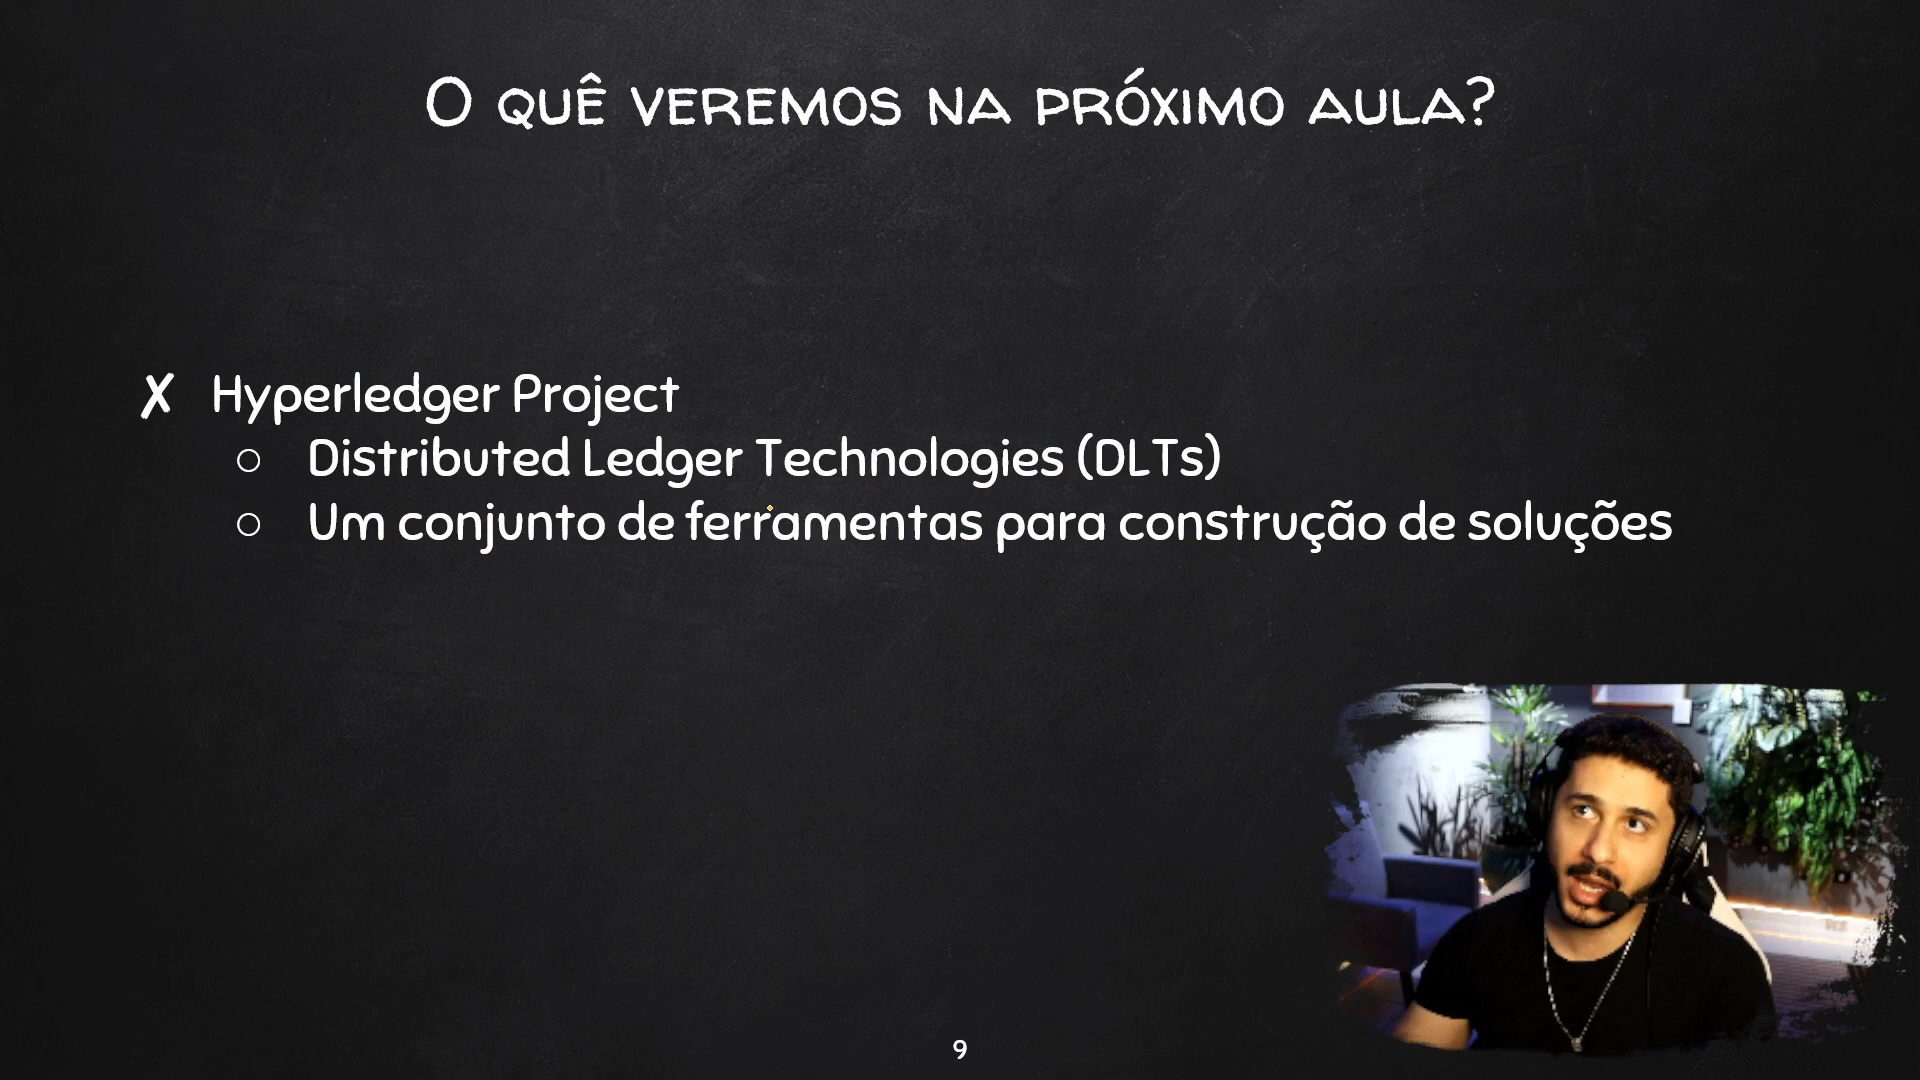 O QUÊ VEREMOS NA PRÓXIMO AULA?
✗ Hyperledger Project
○ Distributed Ledger Technologies (DLTs)
○ Um conjunto de ferramentas para construção de soluções
9